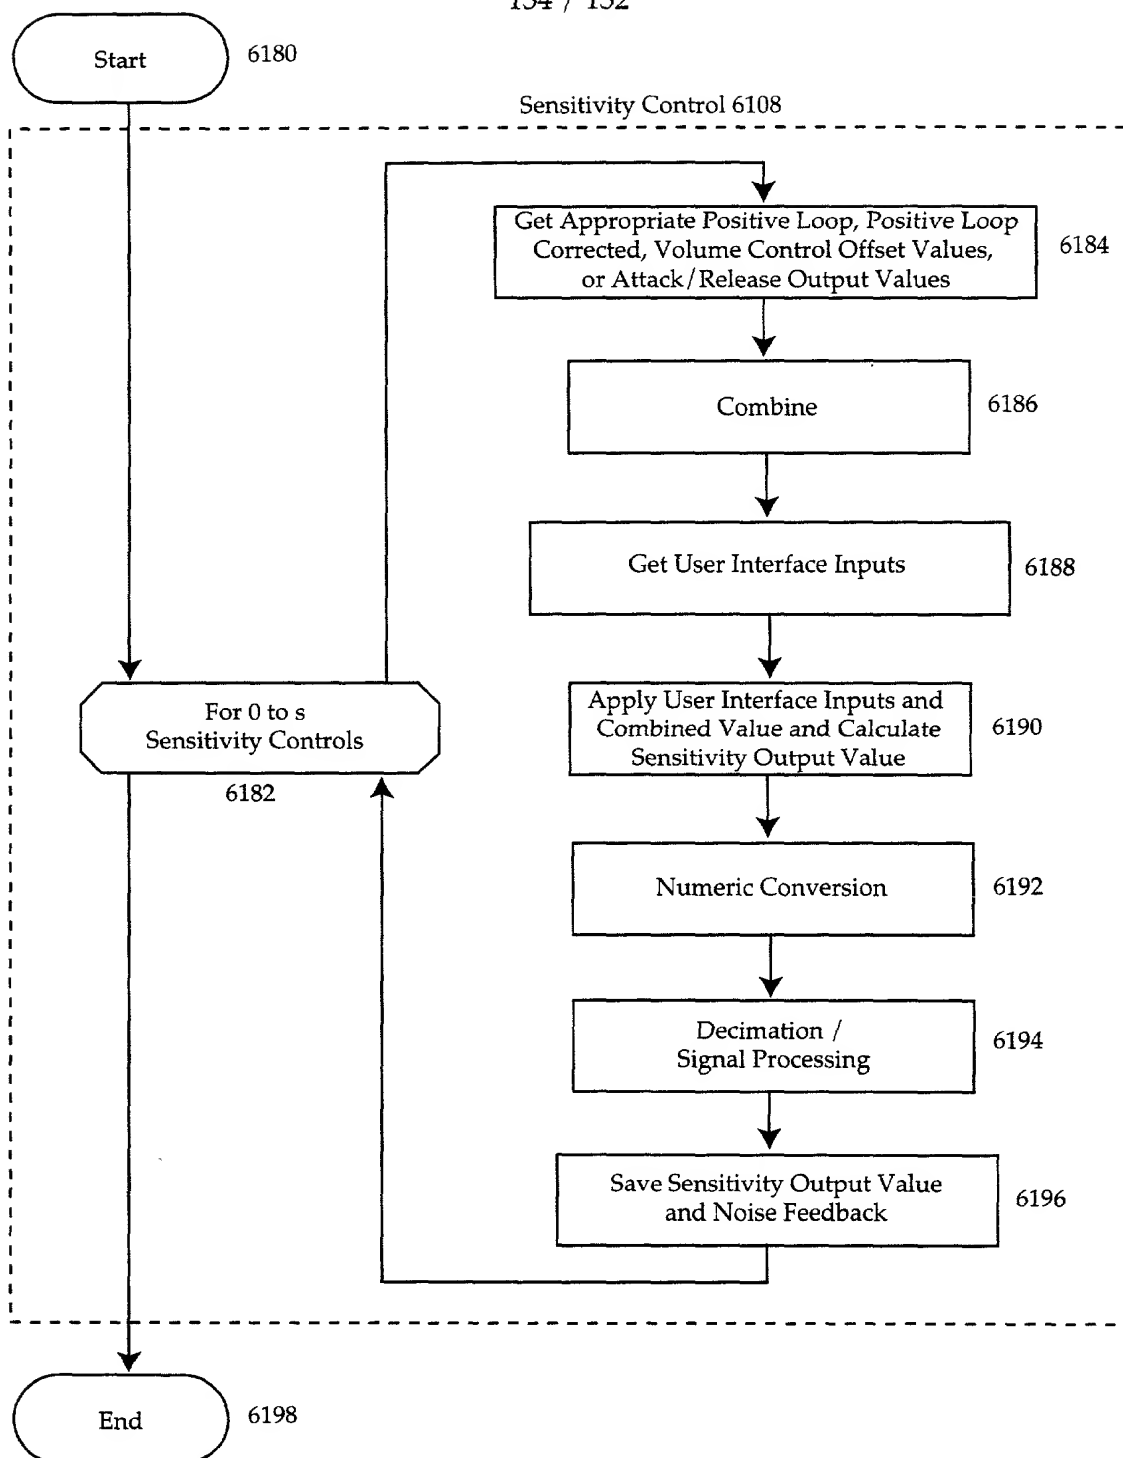 134 / 152
Start
6180
Sensitivity Control 6108
Get Appropriate Positive Loop, Positive Loop
Corrected, Volume Control Offset Values,
or Attack/Release Output Values
6184
Combine
6186
Get User Interface Inputs
6188
For 0 to s
Sensitivity Controls
6182
Apply User Interface Inputs and
Combined Value and Calculate
Sensitivity Output Value
6190
Numeric Conversion
6192
Decimation /
Signal Processing
6194
Save Sensitivity Output Value
and Noise Feedback
6196
End
6198